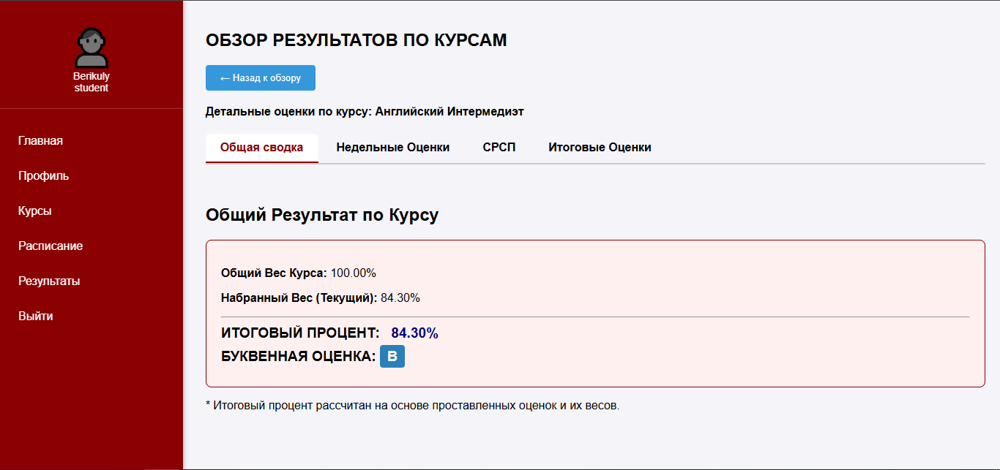 Berikuly
student
Главная
Профиль
Курсы
Расписание
Результаты
Выйти
ОБЗОР РЕЗУЛЬТАТОВ ПО КУРСАМ
← Назад к обзору
Детальные оценки по курсу: Английский Интермедиэт
Общая сводка Недельные Оценки СРСП Итоговые Оценки
Общий Результат по Курсу
Общий Вес Курса: 100.00%
Набранный Вес (Текущий): 84.30%
ИТОГОВЫЙ ПРОЦЕНТ: 84.30%
БУКВЕННАЯ ОЦЕНКА: B
* Итоговый процент рассчитан на основе проставленных оценок и их весов.